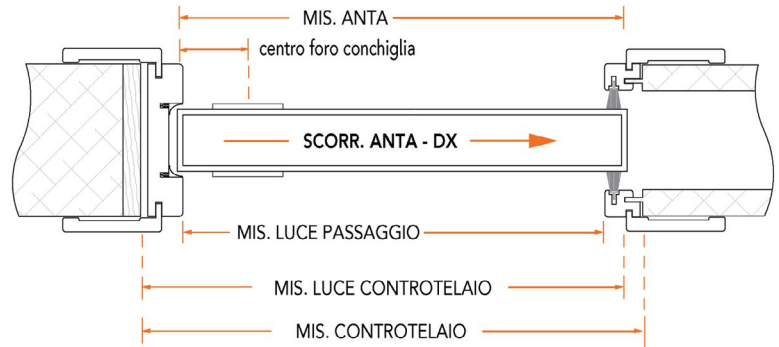 MIS. ANTA
centro foro conchiglia
SCORR. ANTA - DX
MIS. LUCE PASSAGGIO
MIS. LUCE CONTROTELAIO
MIS. CONTROTELAIO